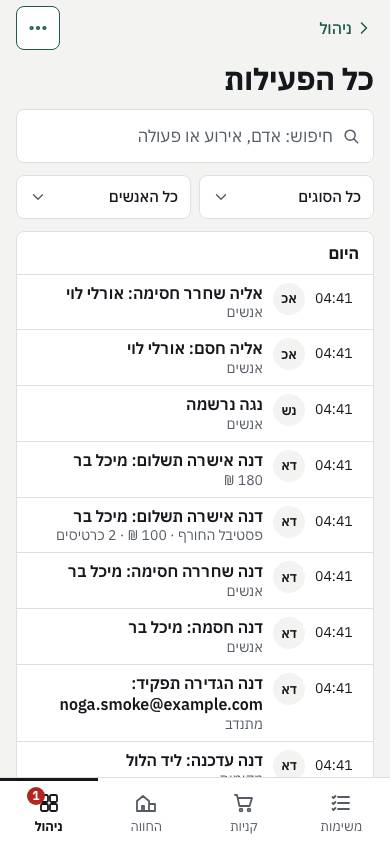 ניהול
כל הפעילות
חיפוש: אדם, אירוע או פעולה
כל הסוגים
כל האנשים
היום
04:41 אכ אליה שחרר חסימה: אורלי לוי
אנשים
04:41 אכ אליה חסם: אורלי לוי
אנשים
04:41 נש נגה נרשמה
אנשים
04:41 דא דנה אישרה תשלום: מיכל בר
180 ₪
04:41 דא דנה אישרה תשלום: מיכל בר
פסטיבל החורף · 100 ₪ · 2 כרטיסים
04:41 דא דנה שחררה חסימה: מיכל בר
אנשים
04:41 דא דנה חסמה: מיכל בר
אנשים
04:41 דא דנה הגדירה תפקיד:
noga.smoke@example.com
מתנדב
04:41 דא דנה עדכנה: ליד הלול
משימות
קניות
החווה
ניהול 1